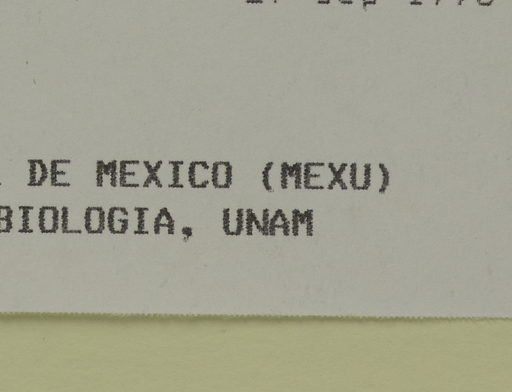 DE MEXICO (MEXU)
BIOLOGIA, UNAM